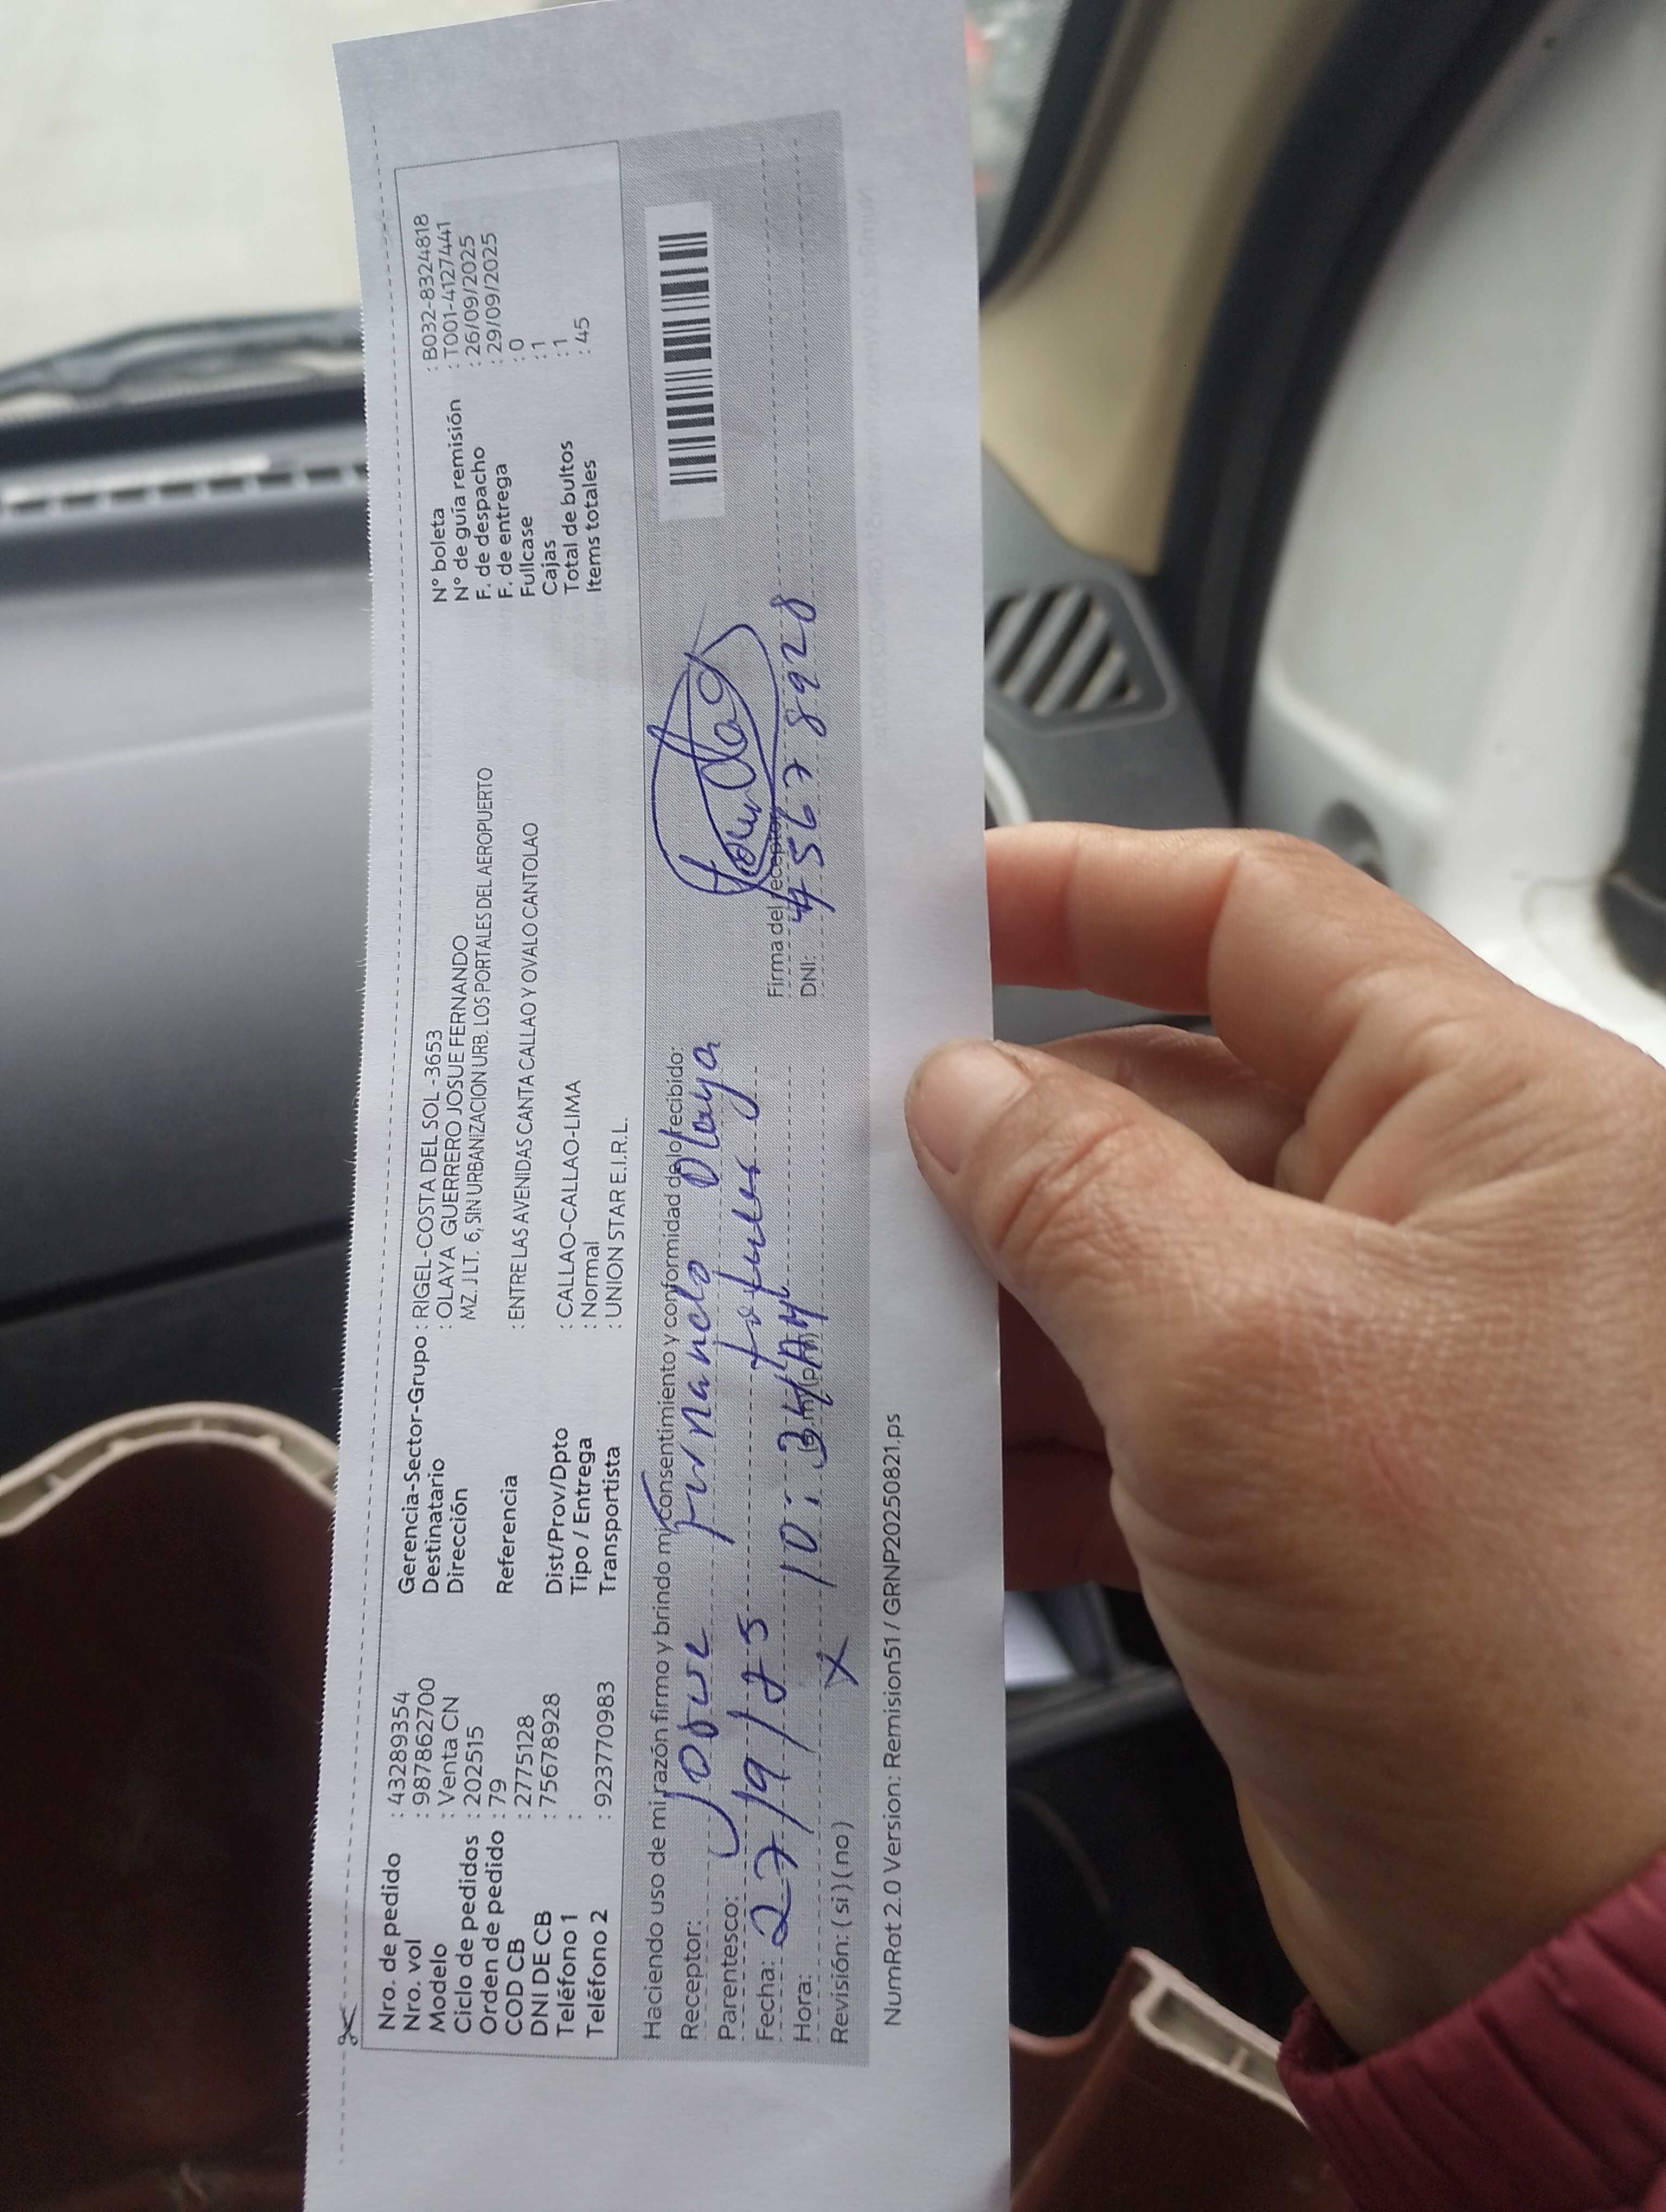 Nro. de pedido : 43289354
Nro. vol : 987862700
Modelo : Venta CN
Ciclo de pedidos : 202515
Orden de pedido : 79
COD CB : 2775128
DNI DE CB : 75678928
Teléfono 1 :
Teléfono 2 : 923770983
Gerencia-Sector-Grupo : RIGEL-COSTA DEL SOL -3653
Destinatario : OLAYA GUERRERO JOSUE FERNANDO
Dirección MZ. J LT. 6, SIN URBANIZACION URB. LOS PORTALES DEL AEROPUERTO
Referencia : ENTRE LAS AVENIDAS CANTA CALLAO Y OVALO CANTOLAO
Dist/Prov/Dpto : CALLAO-CALLAO-LIMA
Tipo / Entrega : Normal
Transportista : UNION STAR E.I.R.L.
N° boleta : B032-8324818
N° de guía remisión : T001-4127441
F. de despacho : 26/09/2025
F. de entrega : 29/09/2025
Fullcase : 0
Cajas : 1
Total de bultos : 1
Items totales : 45
Haciendo uso de mi razón firmo y brindo mi consentimiento y conformidad de lo recibido:
Receptor: Josue Fernando Olaya
Parentesco:
Fecha: 27/9/25
Hora: 10:
Revisión: (si) (no) X
Firma del receptor
DNI: 75678928
NumRot 2.0 Version: Remision51 / GRNP20250821.ps